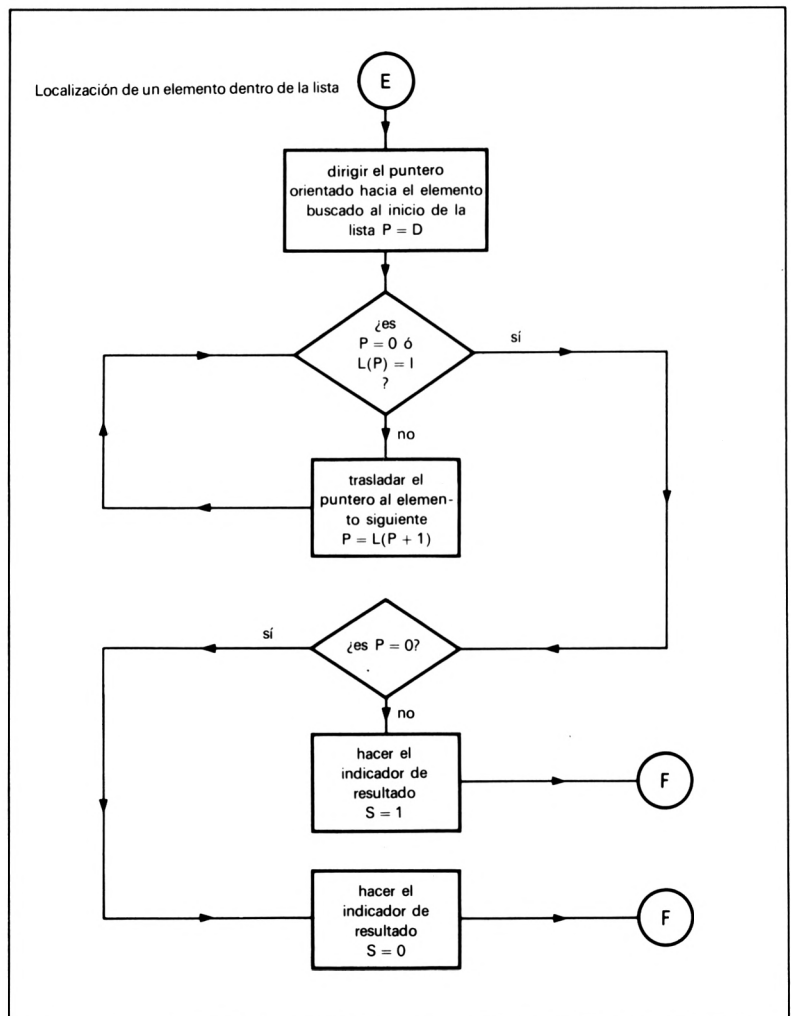 E
Localización de un elemento dentro de la lista
dirigir el puntero
orientado hacia el elemento
buscado al inicio de la
lista P = D
¿es
P = 0 ó
L(P) = I
?
sí
no
trasladar el
puntero al elemen-
to siguiente
P = L(P + 1)
sí
¿es P = 0?
no
hacer el
indicador de
resultado
S = 1
F
hacer el
indicador de
resultado
S = 0
F